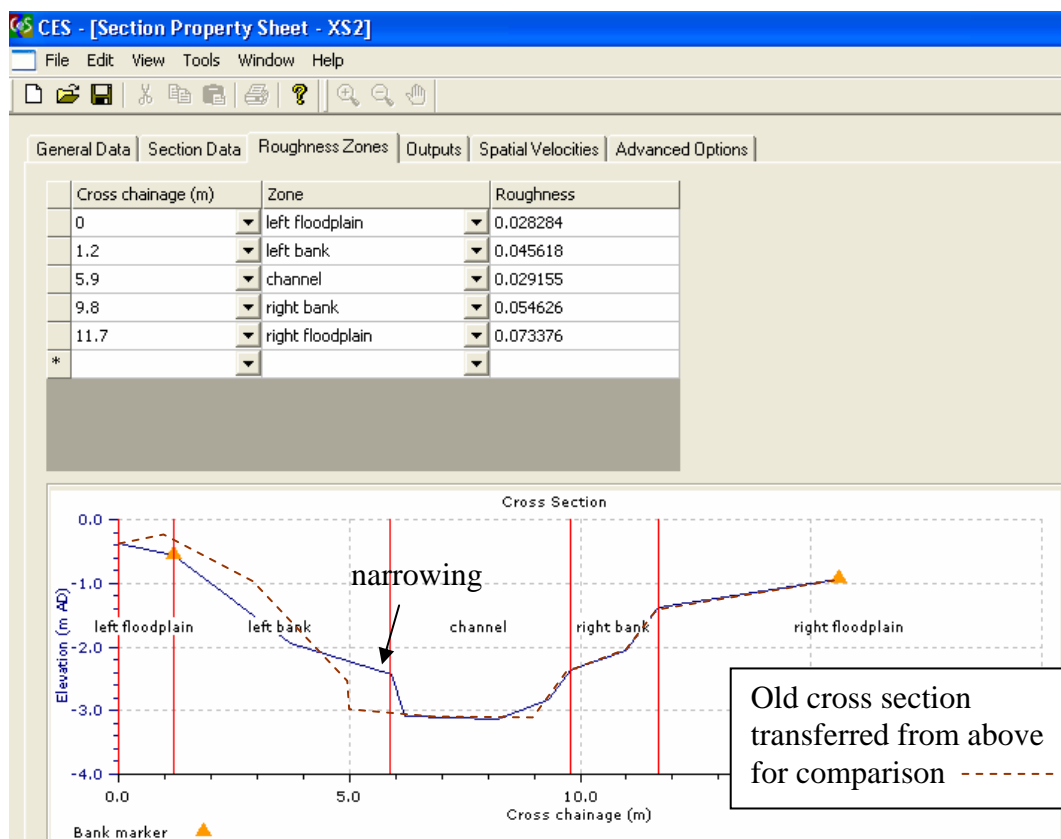 CES - [Section Property Sheet - XS2]
File Edit View Tools Window Help
General Data Section Data Roughness Zones Outputs Spatial Velocities Advanced Options
Cross chainage (m) Zone Roughness
0 left floodplain 0.028284
1.2 left bank 0.045618
5.9 channel 0.029155
9.8 right bank 0.054626
11.7 right floodplain 0.073376
*
Cross Section
0.0
narrowing
-1.0
left floodplain left bank channel right bank right floodplain
-2.0
-3.0
-4.0
Elevation (m AD)
Old cross section
transferred from above
for comparison
0.0 5.0 10.0
Cross chainage (m)
Bank marker